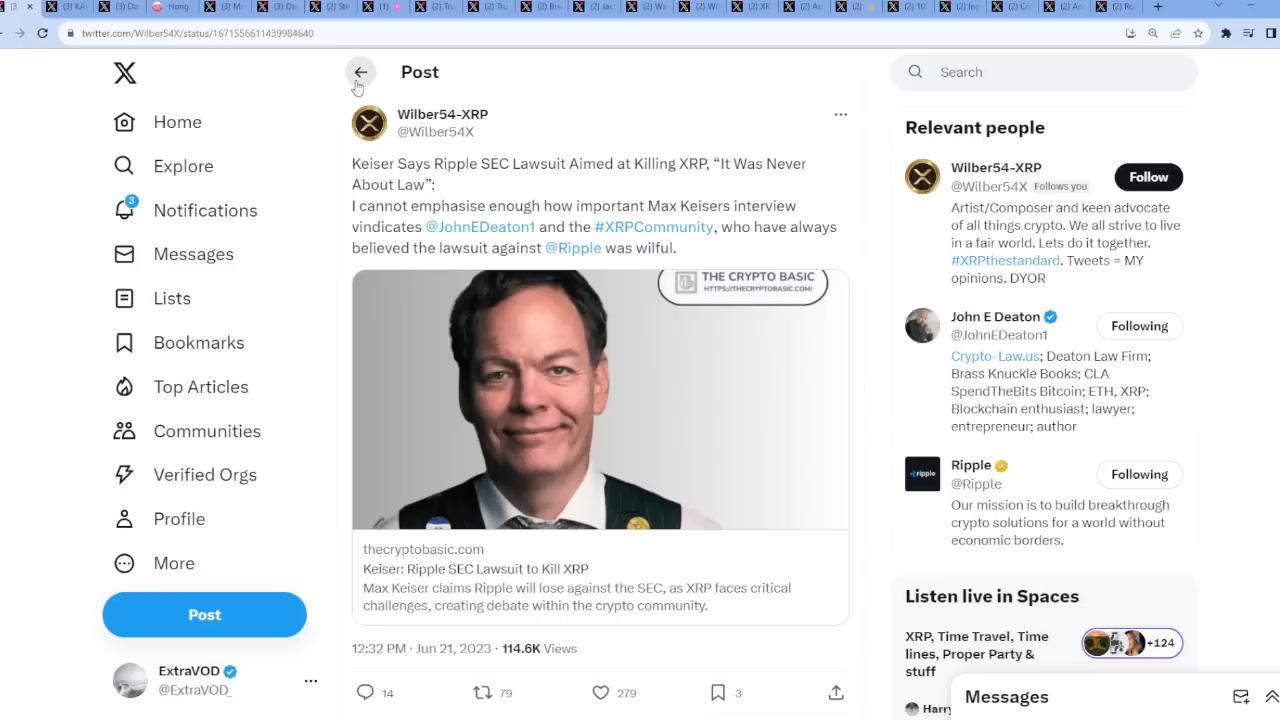 Hong
twitter.com/Wilber54X/status/1671556611439984640
Post
Search
Home
Explore
3
Notifications
Messages
Lists
Bookmarks
Top Articles
Communities
Verified Orgs
Profile
More
Post
ExtraVOD
@ExtraVOD_
Wilber54-XRP
@Wilber54X
Keiser Says Ripple SEC Lawsuit Aimed at Killing XRP, “It Was Never
About Law”:
I cannot emphasise enough how important Max Keisers interview
vindicates @JohnEDeaton1 and the #XRPCommunity, who have always
believed the lawsuit against @Ripple was wilful.
THE CRYPTO BASIC
HTTPS://THECRYPTOBASIC.COM/
thecryptobasic.com
Keiser: Ripple SEC Lawsuit to Kill XRP
Max Keiser claims Ripple will lose against the SEC, as XRP faces critical
challenges, creating debate within the crypto community.
12:32 PM · Jun 21, 2023 · 114.6K Views
14
79
279
3
Relevant people
Wilber54-XRP
@Wilber54X Follows you
Follow
Artist/Composer and keen advocate
of all things crypto. We all strive to live
in a fair world. Lets do it together.
#XRPthestandard. Tweets = MY
opinions. DYOR
John E Deaton
@JohnEDeaton1
Following
Crypto-Law.us; Deaton Law Firm;
Brass Knuckle Books; CLA
SpendTheBits Bitcoin; ETH, XRP;
Blockchain enthusiast; lawyer;
entrepreneur; author
ripple
Ripple
@Ripple
Following
Our mission is to build breakthrough
crypto solutions for a world without
economic borders.
Listen live in Spaces
XRP, Time Travel, Time
lines, Proper Party &
stuff
+124
Harry
Messages